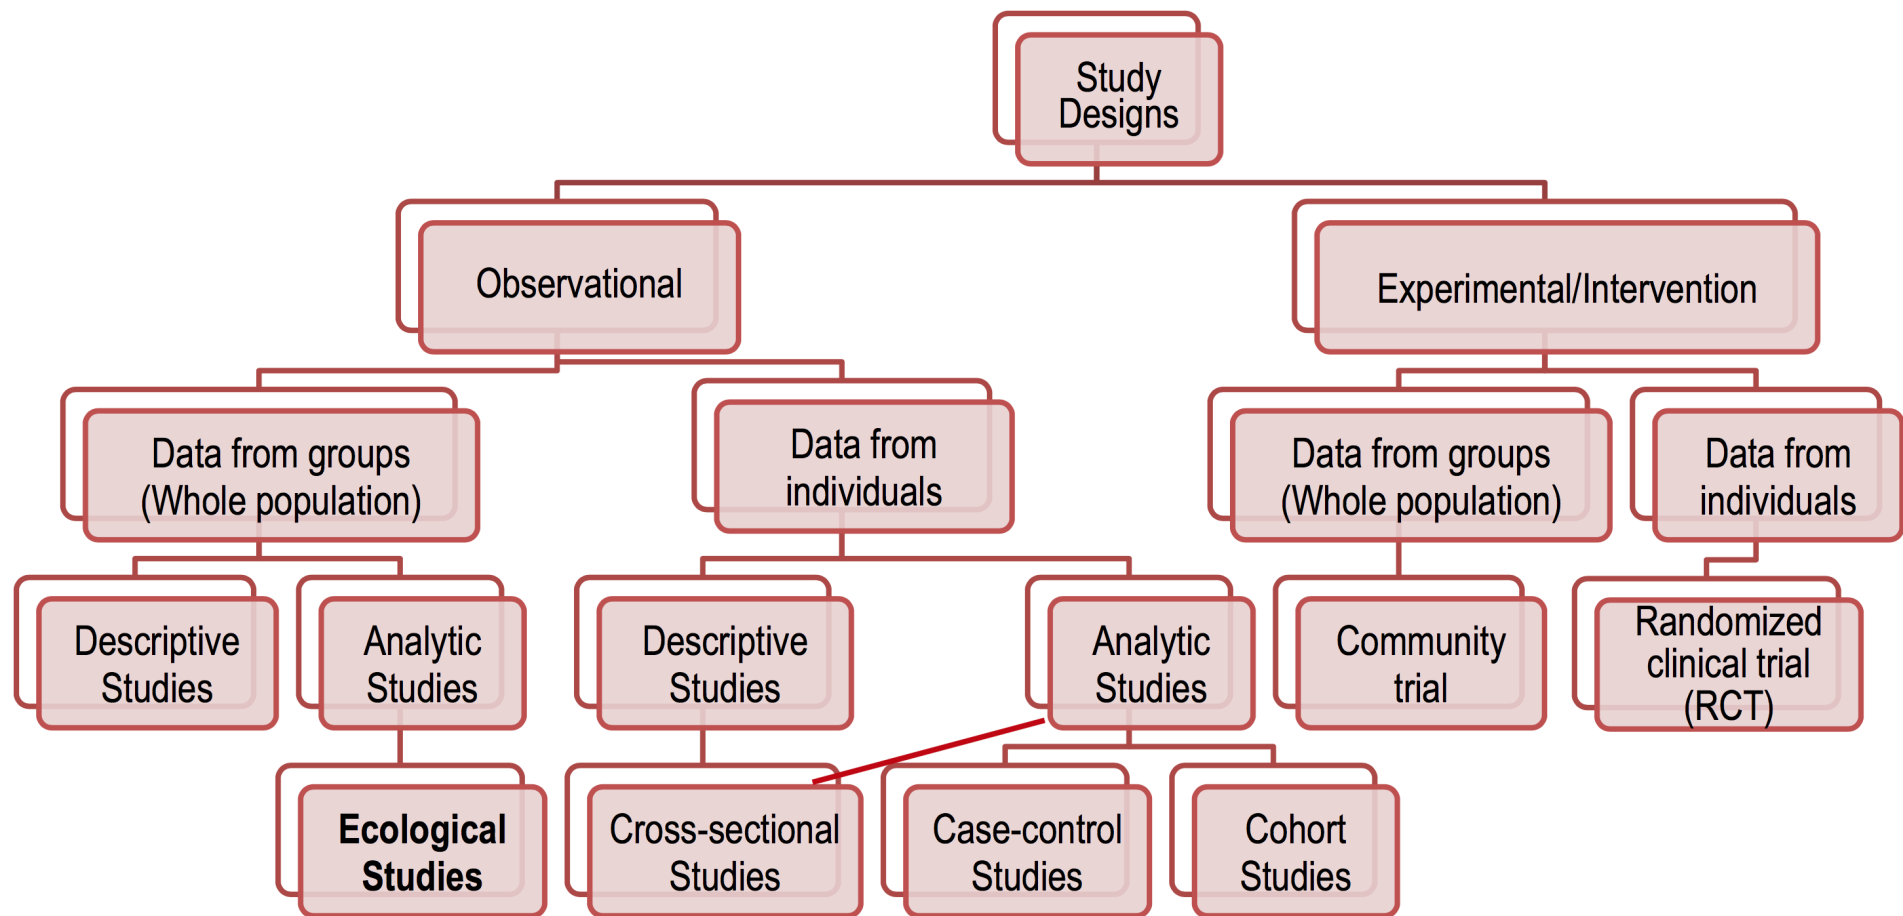 Study
Designs
Observational
Experimental/Intervention
Data from groups
(Whole population)
Data from
individuals
Data from groups
(Whole population)
Data from
individuals
Descriptive
Studies
Analytic
Studies
Descriptive
Studies
Analytic
Studies
Community
trial
Randomized
clinical trial
(RCT)
Ecological
Studies
Cross-sectional
Studies
Case-control
Studies
Cohort
Studies